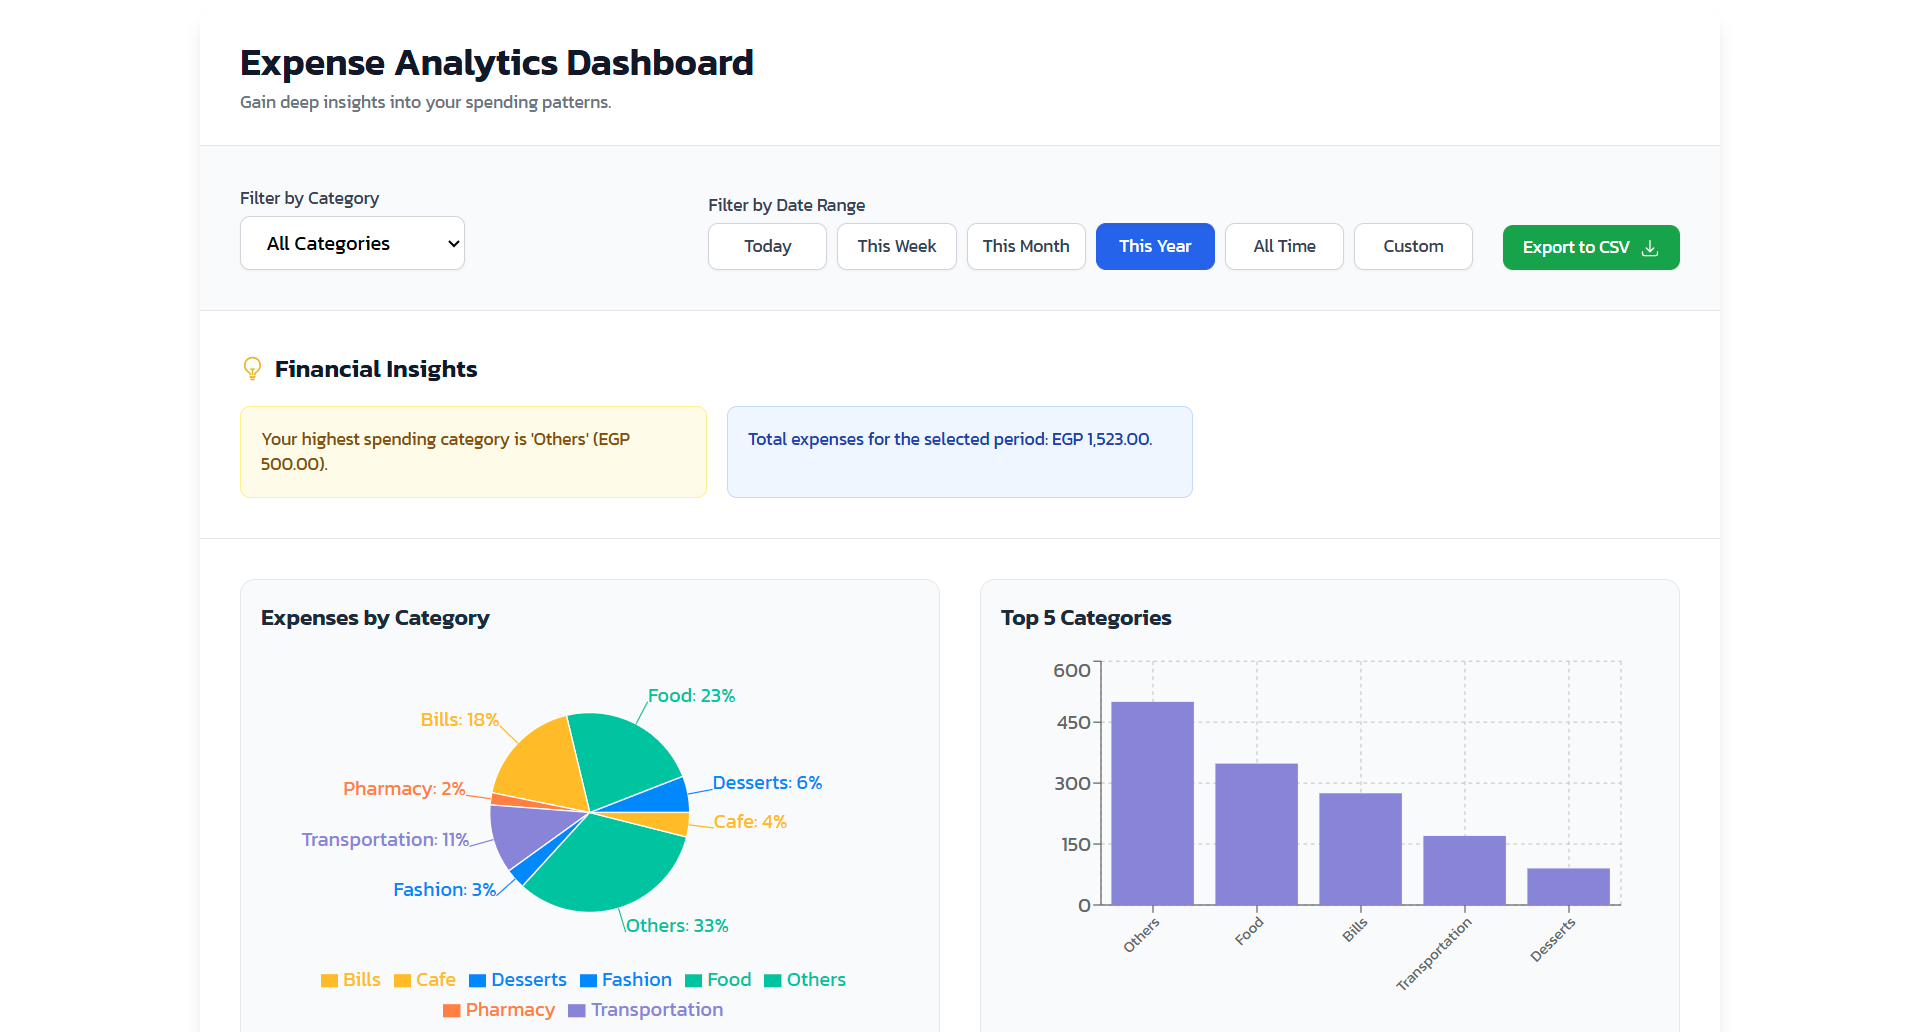 Expense Analytics Dashboard
Gain deep insights into your spending patterns.
Filter by Category
All Categories
Filter by Date Range
Today
This Week
This Month
This Year
All Time
Custom
Export to CSV
Financial Insights
Your highest spending category is 'Others' (EGP
500.00).
Total expenses for the selected period: EGP 1,523.00.
Expenses by Category
Food: 23%
Bills: 18%
Desserts: 6%
Pharmacy: 2%
Cafe: 4%
Transportation: 11%
Fashion: 3%
Others: 33%
Bills Cafe Desserts Fashion Food Others
Pharmacy Transportation
Top 5 Categories
600
450
300
150
0
Others
Food
Bills
Transportation
Desserts